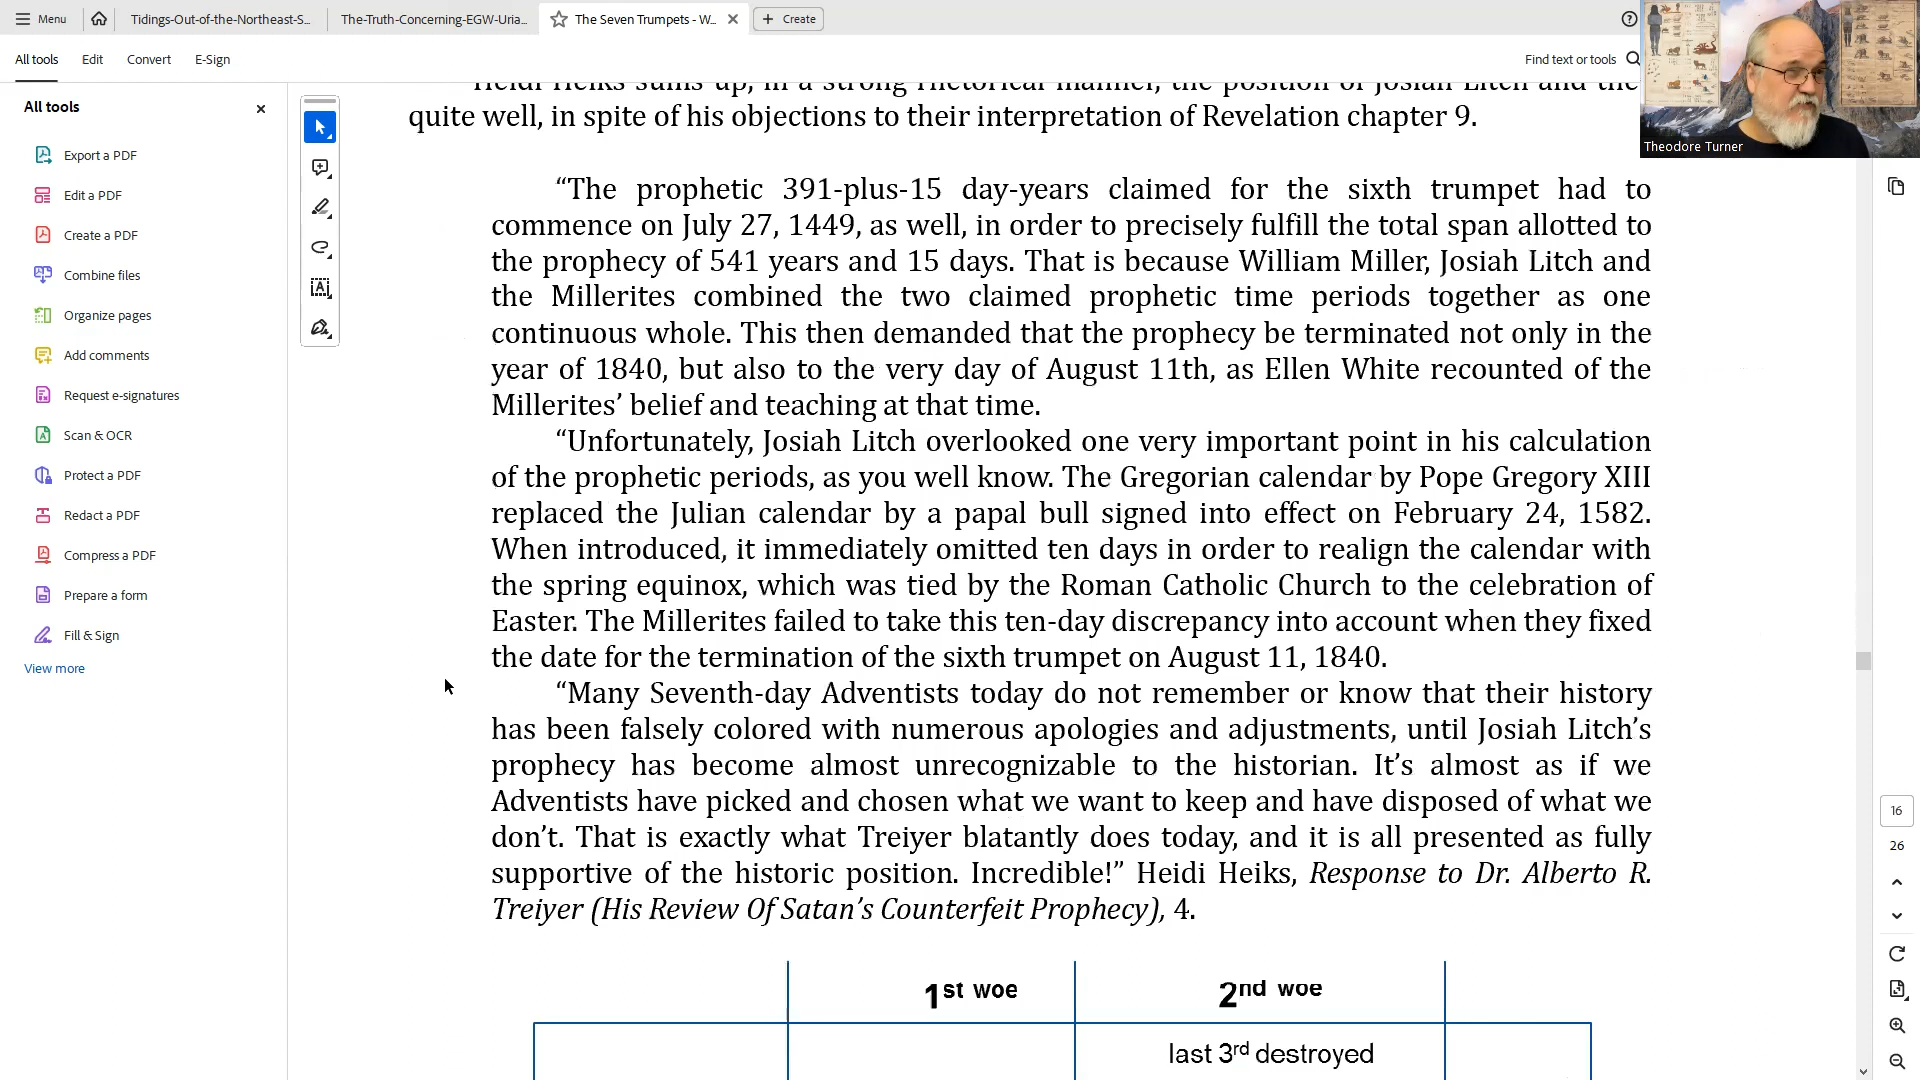 Menu
Tidings-Out-of-the-Northeast-S...
The-Truth-Concerning-EGW-Uria...
The Seven Trumpets - W...
+ Create
All tools
Edit
Convert
E-Sign
Find text or tools
Theodore Turner
All tools
Export a PDF
Edit a PDF
Create a PDF
Combine files
Organize pages
Add comments
Request e-signatures
Scan & OCR
Protect a PDF
Redact a PDF
Compress a PDF
Prepare a form
Fill & Sign
View more
Heidi Heiks sums up, in a strong rhetorical manner, the position of Josiah Litch and the
quite well, in spite of his objections to their interpretation of Revelation chapter 9.
“The prophetic 391-plus-15 day-years claimed for the sixth trumpet had to
commence on July 27, 1449, as well, in order to precisely fulfill the total span allotted to
the prophecy of 541 years and 15 days. That is because William Miller, Josiah Litch and
the Millerites combined the two claimed prophetic time periods together as one
continuous whole. This then demanded that the prophecy be terminated not only in the
year of 1840, but also to the very day of August 11th, as Ellen White recounted of the
Millerites’ belief and teaching at that time.
“Unfortunately, Josiah Litch overlooked one very important point in his calculation
of the prophetic periods, as you well know. The Gregorian calendar by Pope Gregory XIII
replaced the Julian calendar by a papal bull signed into effect on February 24, 1582.
When introduced, it immediately omitted ten days in order to realign the calendar with
the spring equinox, which was tied by the Roman Catholic Church to the celebration of
Easter. The Millerites failed to take this ten-day discrepancy into account when they fixed
the date for the termination of the sixth trumpet on August 11, 1840.
“Many Seventh-day Adventists today do not remember or know that their history
has been falsely colored with numerous apologies and adjustments, until Josiah Litch’s
prophecy has become almost unrecognizable to the historian. It’s almost as if we
Adventists have picked and chosen what we want to keep and have disposed of what we
don’t. That is exactly what Treiyer blatantly does today, and it is all presented as fully
supportive of the historic position. Incredible!” Heidi Heiks, Response to Dr. Alberto R.
Treiyer (His Review Of Satan’s Counterfeit Prophecy), 4.
1st woe
2nd woe
last 3rd destroyed
16
26